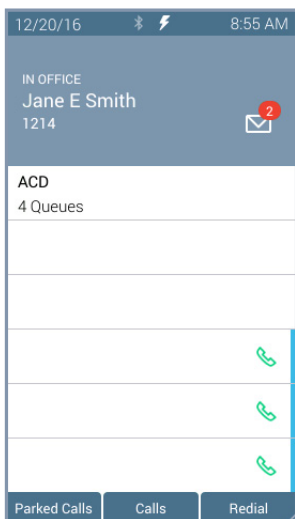 12/20/16 8:55 AM
IN OFFICE
Jane E Smith
1214
2
ACD
4 Queues
Parked Calls Calls Redial